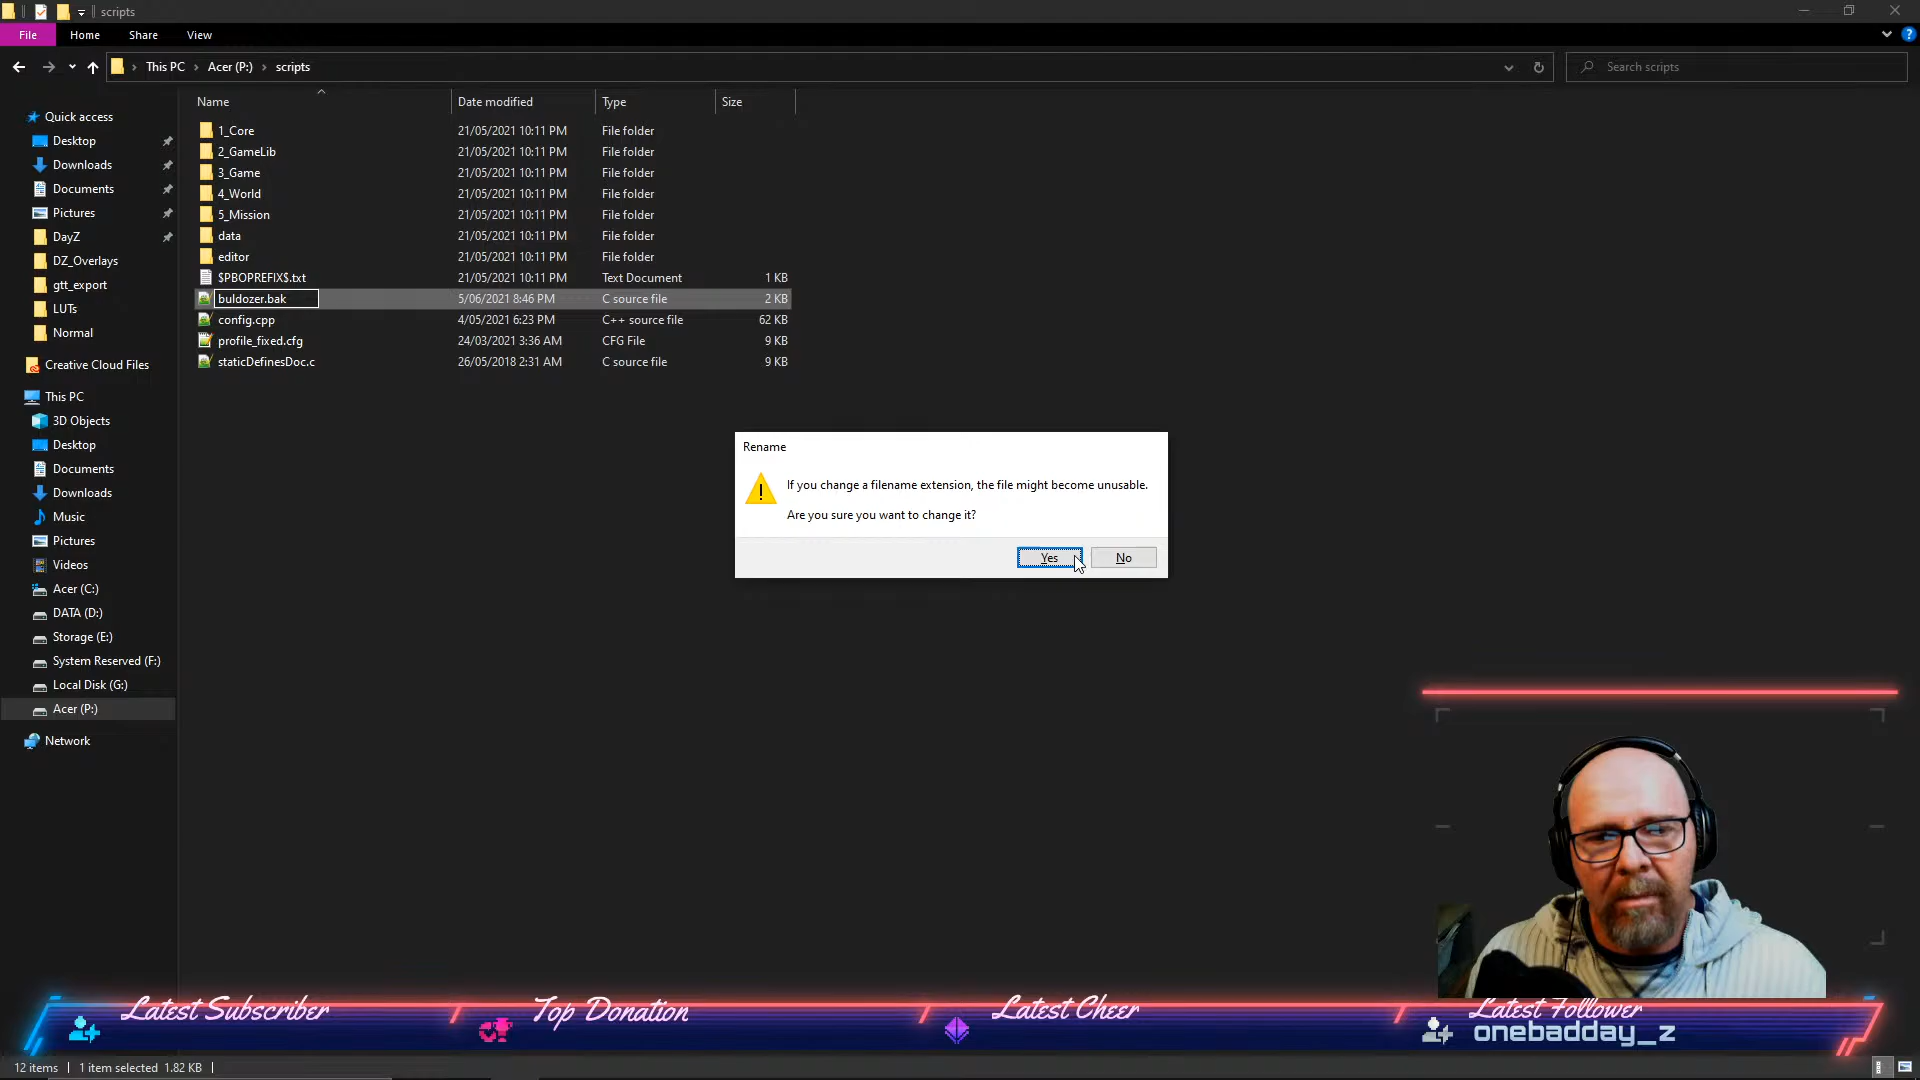 scripts
File
Home
Share
View
This PC
Acer (P:)
scripts
Search scripts
Name
Date modified
Type
Size
Quick access
Desktop
Downloads
Documents
Pictures
DayZ
DZ_Overlays
gtt_export
LUTs
Normal
Creative Cloud Files
This PC
3D Objects
Desktop
Documents
Downloads
Music
Pictures
Videos
Acer (C:)
DATA (D:)
Storage (E:)
System Reserved (F:)
Local Disk (G:)
Acer (P:)
Network
1_Core 21/05/2021 10:11 PM File folder
2_GameLib 21/05/2021 10:11 PM File folder
3_Game 21/05/2021 10:11 PM File folder
4_World 21/05/2021 10:11 PM File folder
5_Mission 21/05/2021 10:11 PM File folder
data 21/05/2021 10:11 PM File folder
editor 21/05/2021 10:11 PM File folder
$PBOPREFIX$.txt 21/05/2021 10:11 PM Text Document 1 KB
buldozer.bak 5/06/2021 8:46 PM C source file 2 KB
config.cpp 4/05/2021 6:23 PM C++ source file 62 KB
profile_fixed.cfg 24/03/2021 3:36 AM CFG File 9 KB
staticDefinesDoc.c 26/05/2018 2:31 AM C source file 9 KB
Rename
If you change a filename extension, the file might become unusable.
Are you sure you want to change it?
Yes
No
Latest Subscriber
Top Donation
Latest Cheer
Latest Follower
onebadday_z
12 items
1 item selected 1.82 KB